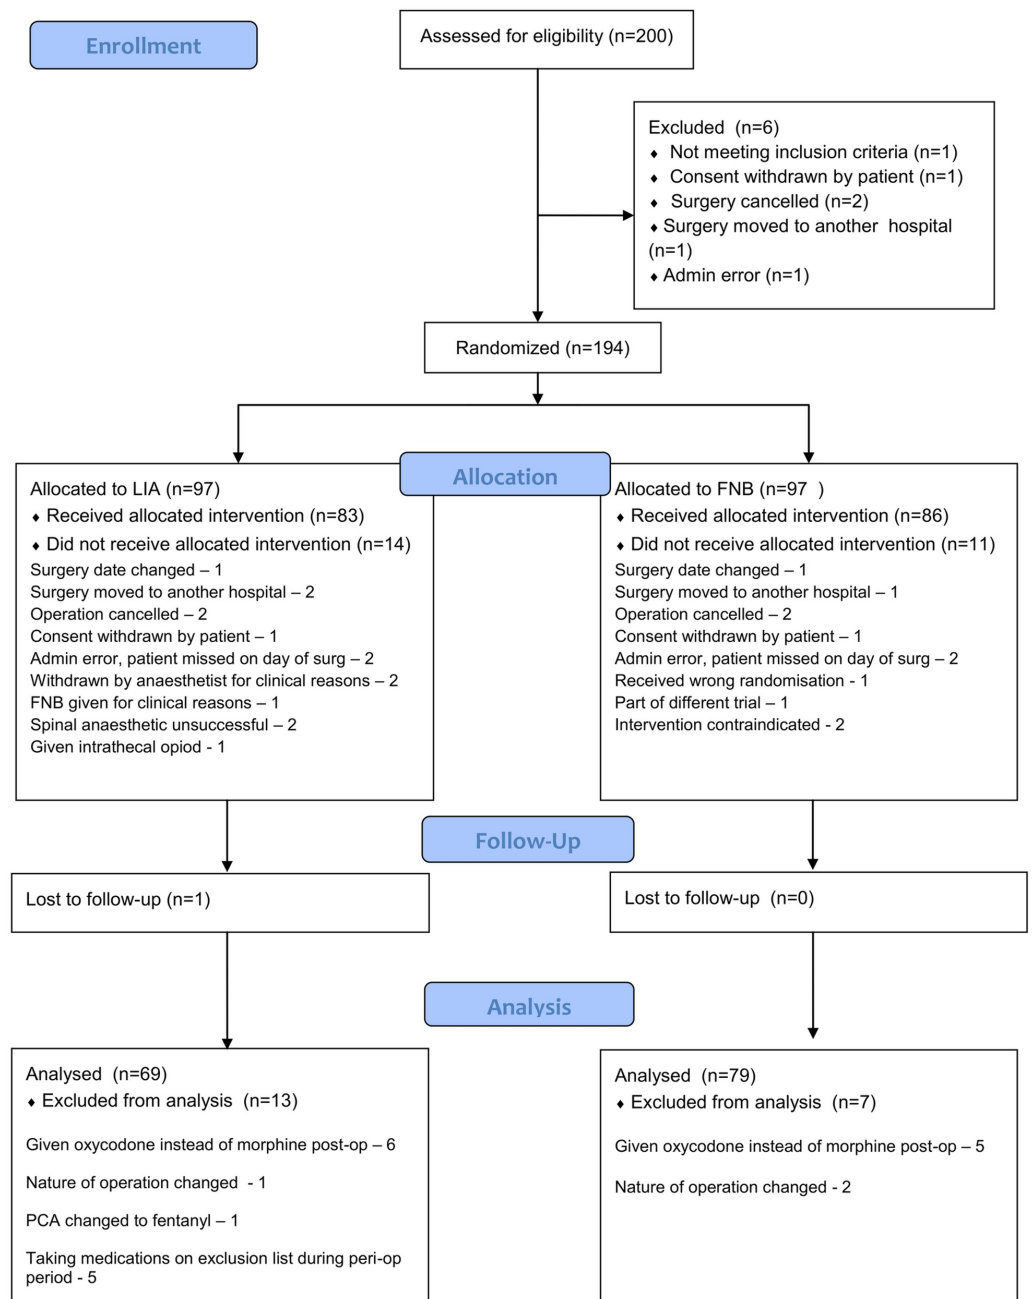 Enrollment
Assessed for eligibility (n=200)
Excluded (n=6)
♦ Not meeting inclusion criteria (n=1)
♦ Consent withdrawn by patient (n=1)
♦ Surgery cancelled (n=2)
♦ Surgery moved to another hospital
(n=1)
♦ Admin error (n=1)
Randomized (n=194)
Allocation
Allocated to LIA (n=97)
♦ Received allocated intervention (n=83)
♦ Did not receive allocated intervention (n=14)
Surgery date changed – 1
Surgery moved to another hospital – 2
Operation cancelled – 2
Consent withdrawn by patient – 1
Admin error, patient missed on day of surg – 2
Withdrawn by anaesthetist for clinical reasons – 2
FNB given for clinical reasons – 1
Spinal anaesthetic unsuccessful – 2
Given intrathecal opiod - 1
Allocated to FNB (n=97 )
♦ Received allocated intervention (n=86)
♦ Did not receive allocated intervention (n=11)
Surgery date changed – 1
Surgery moved to another hospital – 1
Operation cancelled – 2
Consent withdrawn by patient – 1
Admin error, patient missed on day of surg – 2
Received wrong randomisation - 1
Part of different trial – 1
Intervention contraindicated - 2
Follow-Up
Lost to follow-up (n=1)
Lost to follow-up (n=0)
Analysis
Analysed (n=69)
♦ Excluded from analysis (n=13)
Given oxycodone instead of morphine post-op – 6
Nature of operation changed - 1
PCA changed to fentanyl – 1
Taking medications on exclusion list during peri-op
period - 5
Analysed (n=79)
♦ Excluded from analysis (n=7)
Given oxycodone instead of morphine post-op – 5
Nature of operation changed - 2